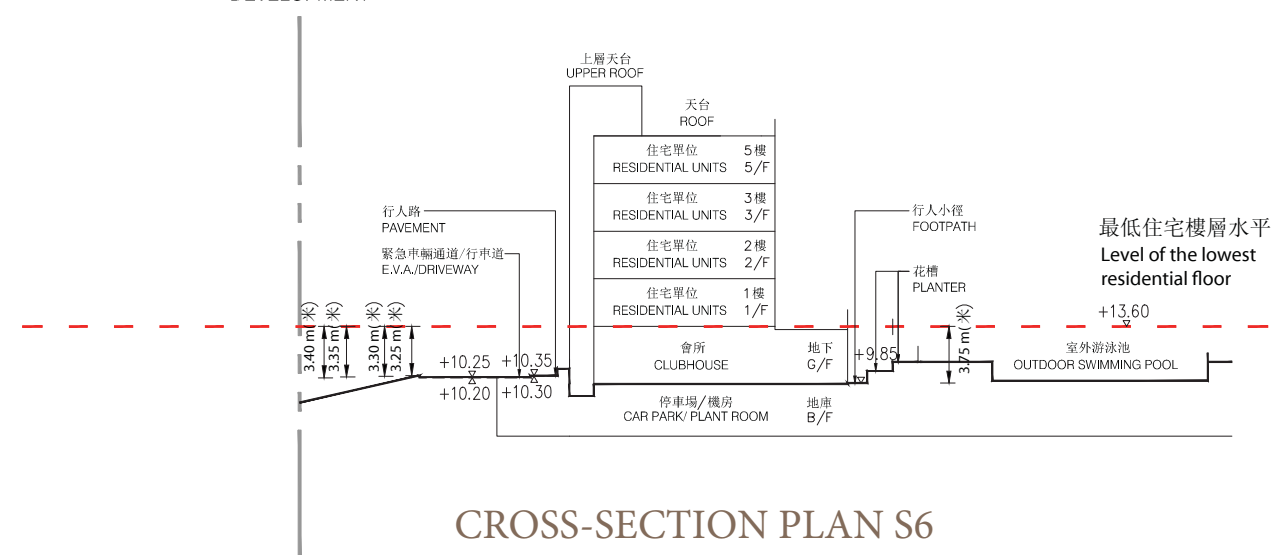 上層天台
UPPER ROOF
天台
ROOF
住宅單位 5樓
RESIDENTIAL UNITS 5/F
住宅單位 3樓
RESIDENTIAL UNITS 3/F
住宅單位 2樓
RESIDENTIAL UNITS 2/F
住宅單位 1樓
RESIDENTIAL UNITS 1/F
行人路
PAVEMENT
緊急車輛通道/行車道
E.V.A./DRIVEWAY
行人小徑
FOOTPATH
花槽
PLANTER
最低住宅樓層水平
Level of the lowest
residential floor
+13.60
3.40 m(米)
3.35 m(米)
3.30 m(米)
3.25 m(米)
+10.25 +10.35
+10.20 +10.30
會所 地下
CLUBHOUSE G/F
+9.85
3.75 m(米)
室外游泳池
OUTDOOR SWIMMING POOL
停車場/機房 地庫
CAR PARK/ PLANT ROOM B/F
CROSS-SECTION PLAN S6